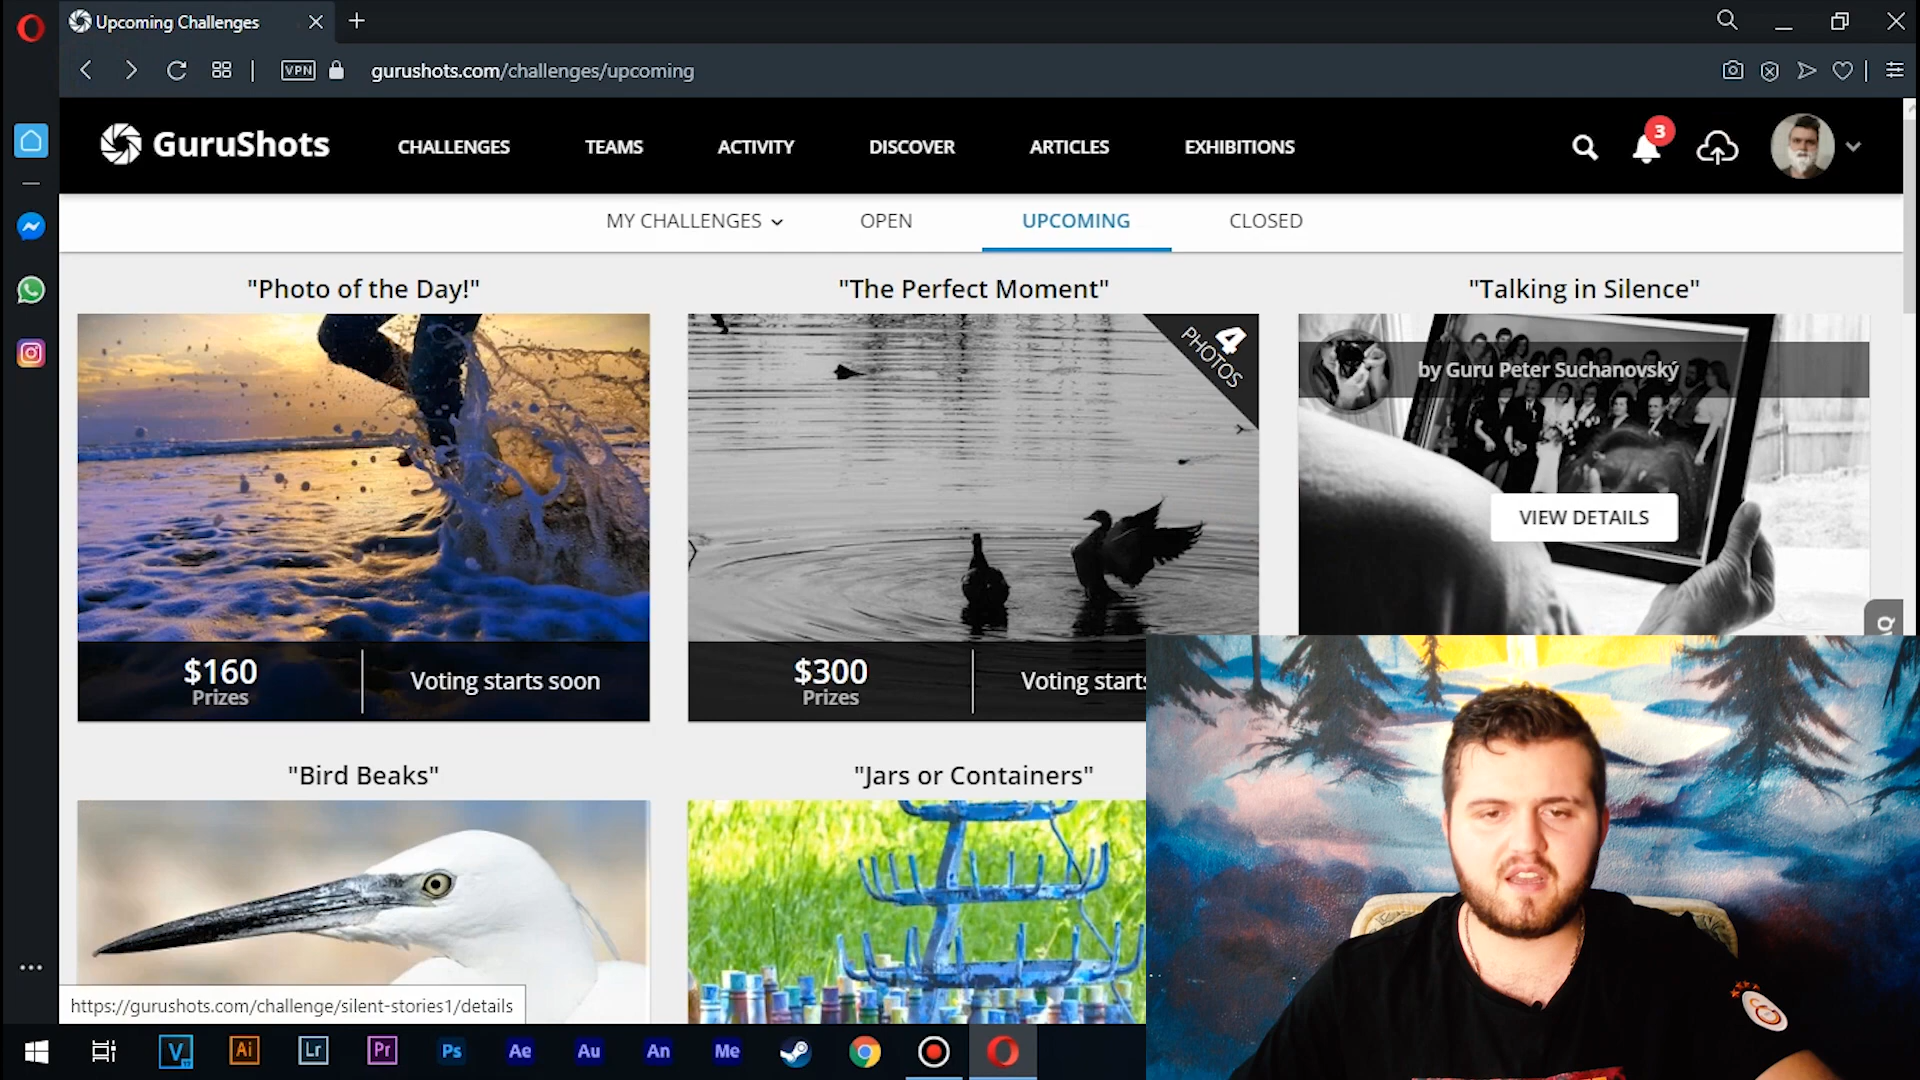 Upcoming Challenges
VPN
gurushots.com/challenges/upcoming
GuruShots
CHALLENGES
TEAMS
ACTIVITY
DISCOVER
ARTICLES
EXHIBITIONS
3
MY CHALLENGES
OPEN
UPCOMING
CLOSED
"Photo of the Day!"
"The Perfect Moment"
"Talking in Silence"
4
PHOTOS
by Guru Peter Suchanovský
VIEW DETAILS
$160
Prizes
Voting starts soon
$300
Prizes
Voting starts
"Bird Beaks"
"Jars or Containers"
https://gurushots.com/challenge/silent-stories1/details
V
Ai
Lr
Pr
Ps
Ae
Au
An
Me